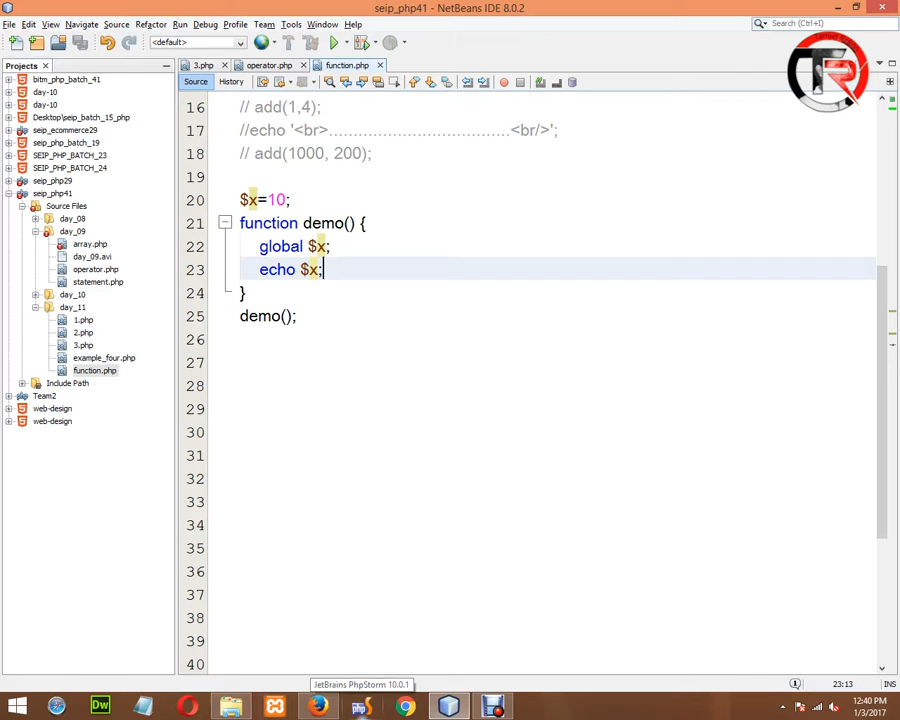 seip_php41 - NetBeans IDE 8.0.2
File Edit View Navigate Source Refactor Run Debug Profile Team Tools Window Help
Search (Ctrl+I)
<default>
Projects
3.php operator.php function.php
Source History
bitm_php_batch_41
day-10
day-10
Desktop\seip_batch_15_php
seip_ecommerce29
seip_php_batch_19
SEIP_PHP_BATCH_23
SEIP_PHP_BATCH_24
seip_php29
seip_php41
Source Files
day_08
day_09
array.php
day_09.avi
operator.php
statement.php
day_10
day_11
1.php
2.php
3.php
example_four.php
function.php
Include Path
Team2
web-design
web-design
16 // add(1,4);
17 //echo '<br>....................................<br/>';
18 // add(1000, 200);
19
20 $x=10;
21 function demo() {
22 global $x;
23 echo $x;
24 }
25 demo();
26
27
28
29
30
31
32
33
34
35
36
37
38
39
40
TR
JetBrains PhpStorm 10.0.1
23:13 INS
Dw
PS
12:40 PM
1/3/2017